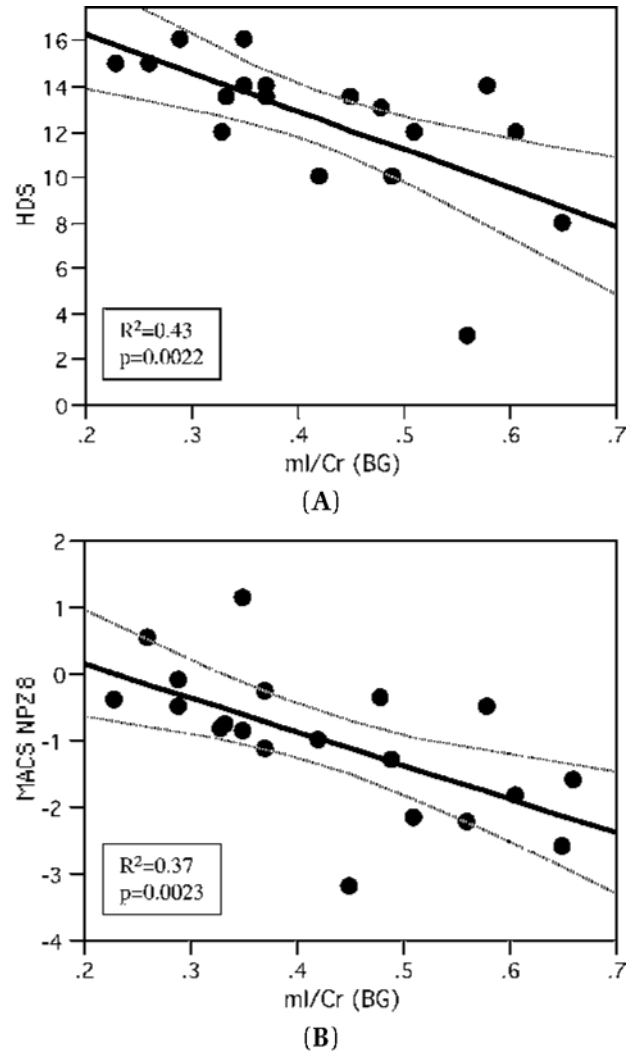 16
14
12
10
8
6
4
2
0
HDS
R²=0.43
p=0.0022
.2 .3 .4 .5 .6 .7
mI/Cr (BG)
(A)
2
1
0
-1
-2
-3
-4
MACS NPZ8
R²=0.37
p=0.0023
.2 .3 .4 .5 .6 .7
mI/Cr (BG)
(B)